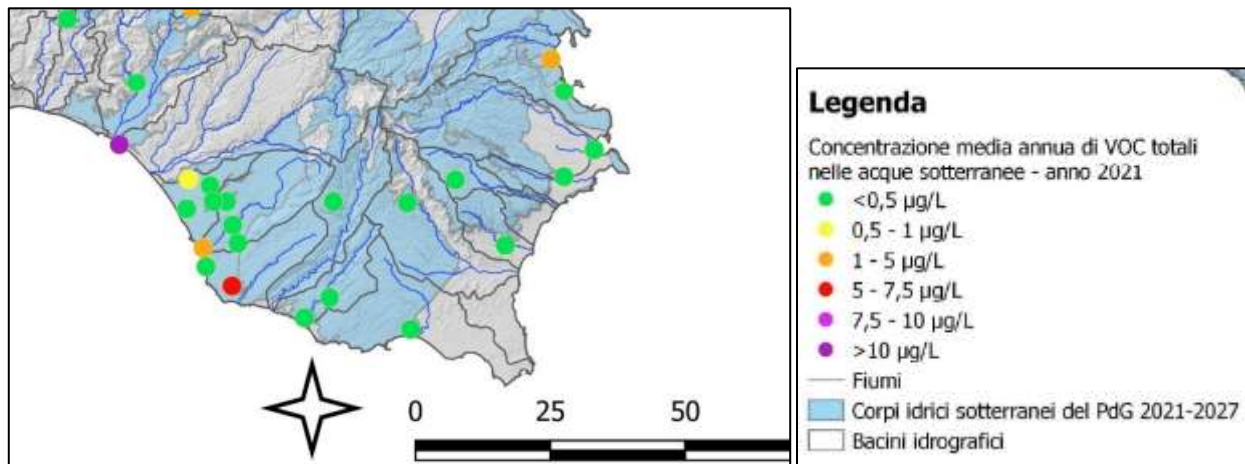 0 25 50
Legenda
Concentrazione media annua di VOC totali
nelle acque sotterranee - anno 2021
<0,5 µg/L
0,5 - 1 µg/L
1 - 5 µg/L
5 - 7,5 µg/L
7,5 - 10 µg/L
>10 µg/L
Fiumi
Corpi idrici sotterranei del PdG 2021-2027
Bacini idrografici